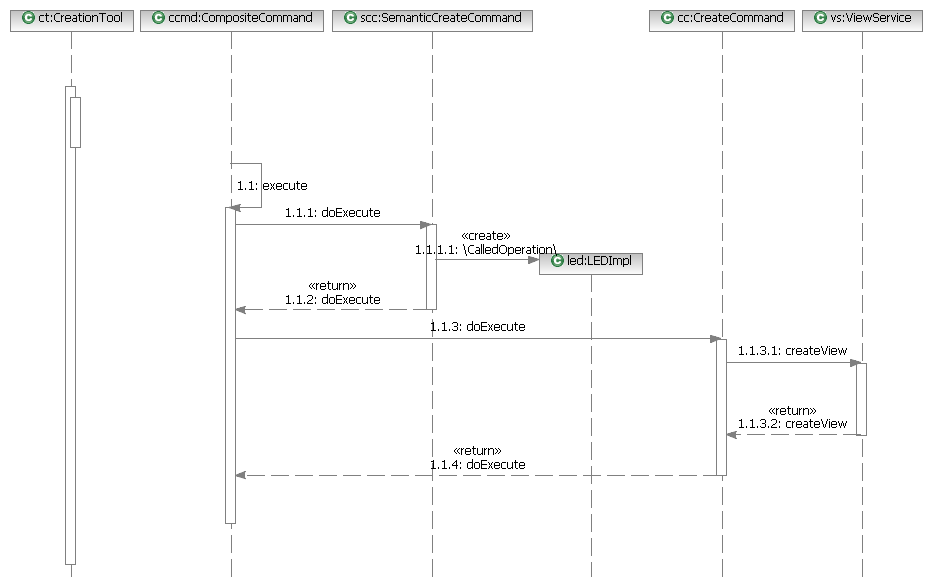 C ct:CreationTool
C ccmd:CompositeCommand
C scc:SemanticCreateCommand
C cc:CreateCommand
C vs:ViewService
1.1: execute
1.1.1: doExecute
«create»
1.1.1.1: \CalledOperation\
C led:LEDImpl
«return»
1.1.2: doExecute
1.1.3: doExecute
1.1.3.1: createView
«return»
1.1.3.2: createView
«return»
1.1.4: doExecute